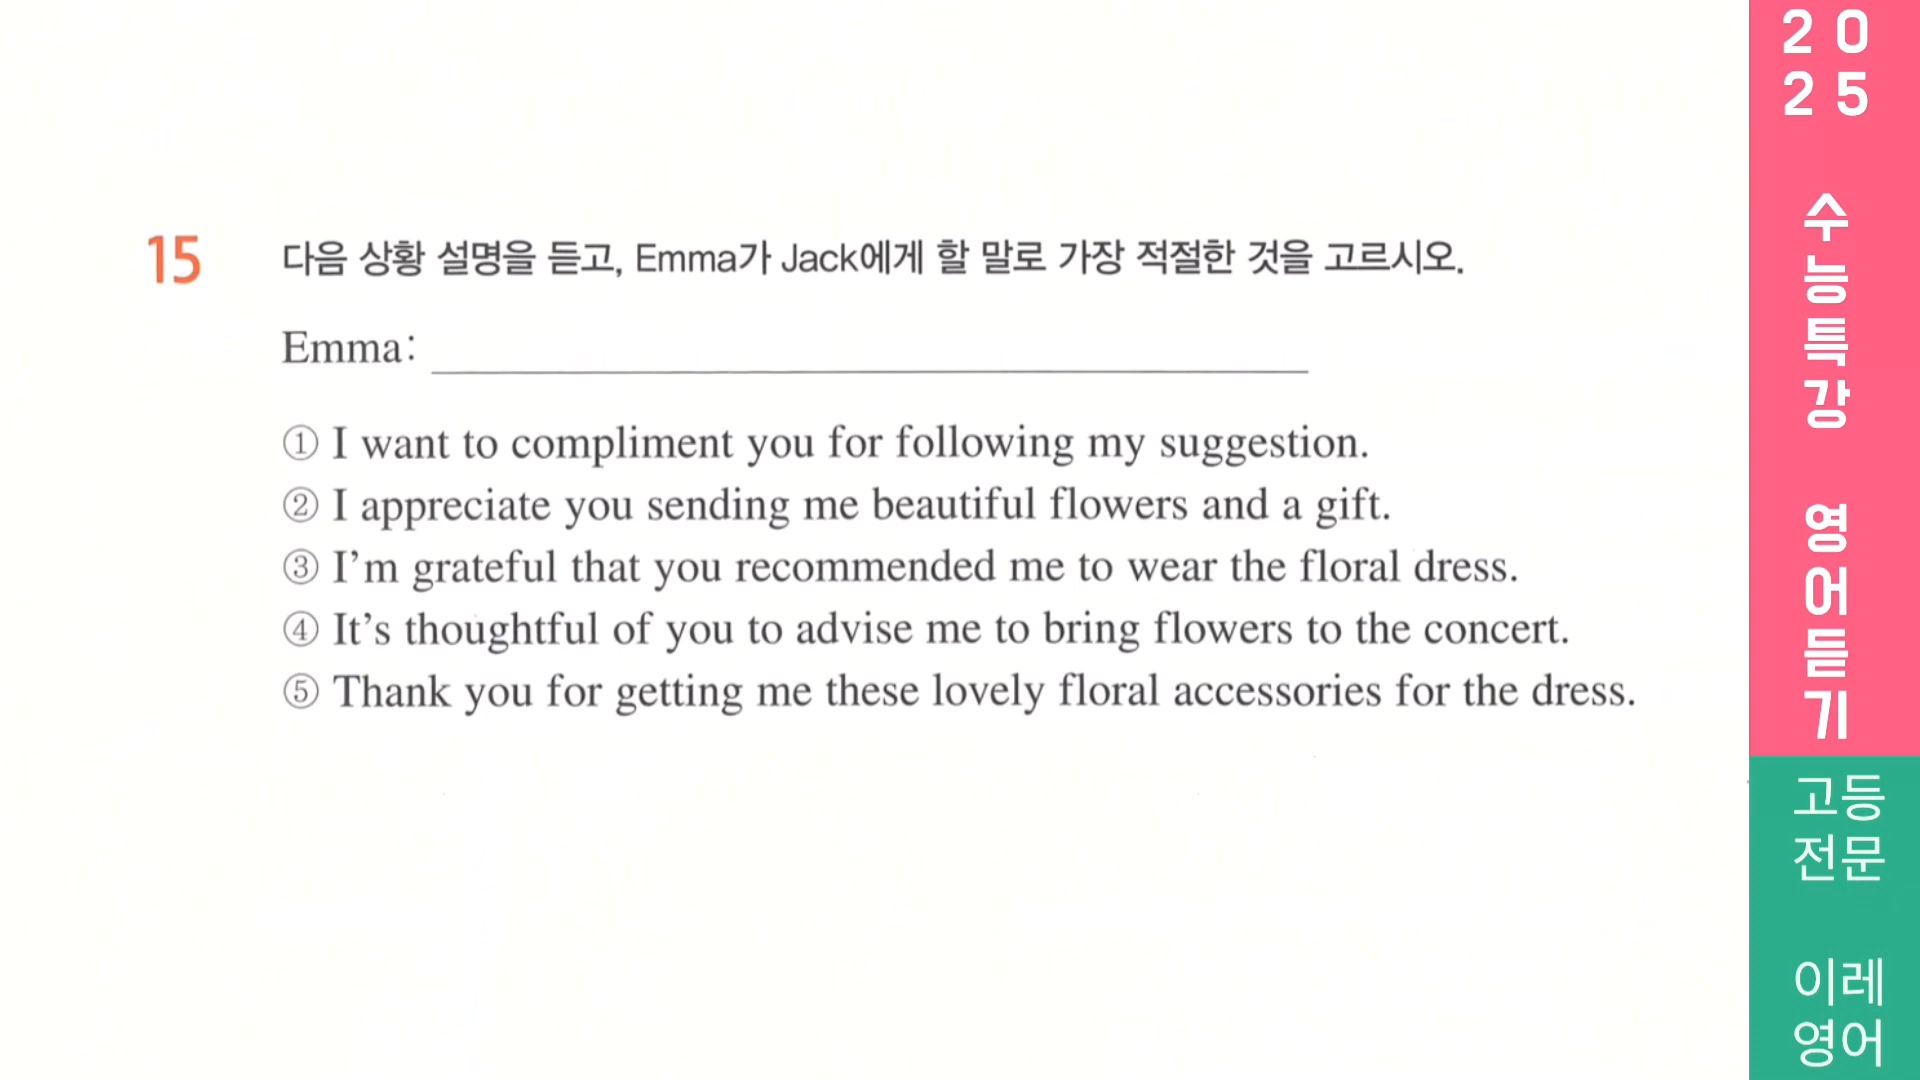 15 다음 상황 설명을 듣고, Emma가 Jack에게 할 말로 가장 적절한 것을 고르시오.
Emma:
① I want to compliment you for following my suggestion.
② I appreciate you sending me beautiful flowers and a gift.
③ I'm grateful that you recommended me to wear the floral dress.
④ It's thoughtful of you to advise me to bring flowers to the concert.
⑤ Thank you for getting me these lovely floral accessories for the dress.
2025 수능특강 영어듣기
고등전문 이레영어